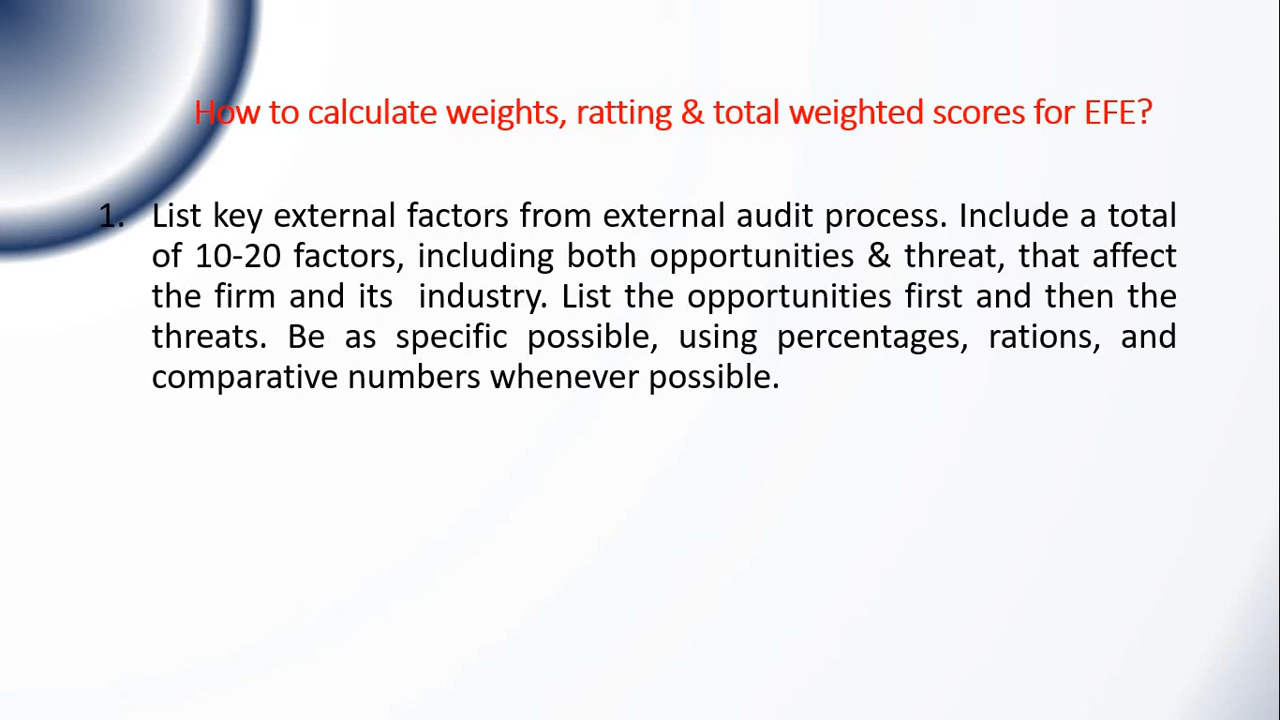 How to calculate weights, ratting & total weighted scores for EFE?
1. List key external factors from external audit process. Include a total
of 10-20 factors, including both opportunities & threat, that affect
the firm and its industry. List the opportunities first and then the
threats. Be as specific possible, using percentages, rations, and
comparative numbers whenever possible.